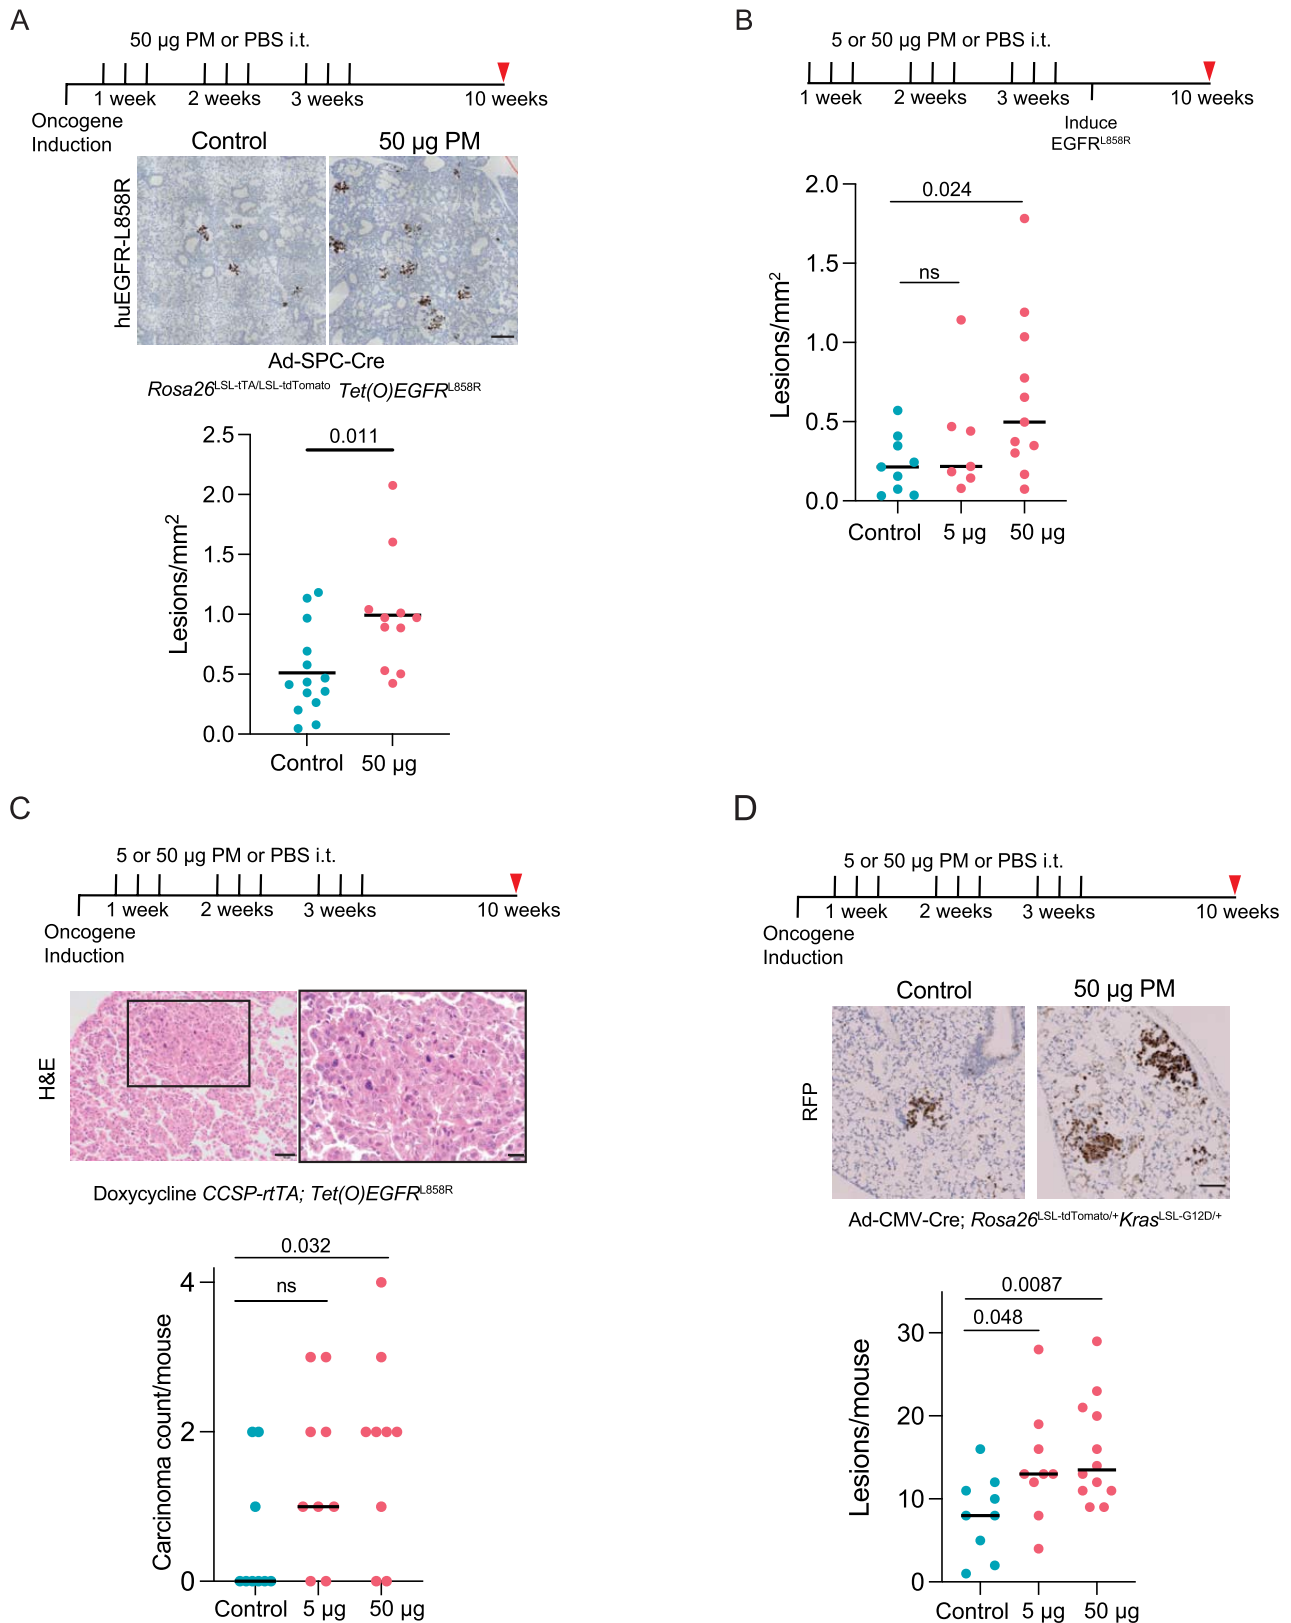 A
50 µg PM or PBS i.t.
1 week 2 weeks 3 weeks 10 weeks
Oncogene
Induction
Control 50 µg PM
huEGFR-L858R
Ad-SPC-Cre
Rosa26LSL-tTA/LSL-tdTomato Tet(O)EGFRL858R
0.011
2.5
2.0
1.5
1.0
0.5
0.0
Lesions/mm2
Control 50 µg
B
5 or 50 µg PM or PBS i.t.
1 week 2 weeks 3 weeks 10 weeks
Induce
EGFRL858R
0.024
ns
2.0
1.5
1.0
0.5
0.0
Lesions/mm2
Control 5 µg 50 µg
C
5 or 50 µg PM or PBS i.t.
1 week 2 weeks 3 weeks 10 weeks
Oncogene
Induction
H&E
Doxycycline CCSP-rtTA; Tet(O)EGFRL858R
0.032
ns
4
2
0
Carcinoma count/mouse
Control 5 µg 50 µg
D
5 or 50 µg PM or PBS i.t.
1 week 2 weeks 3 weeks 10 weeks
Oncogene
Induction
Control 50 µg PM
RFP
Ad-CMV-Cre; Rosa26LSL-tdTomato/+KrasLSL-G12D/+
0.0087
0.048
30
20
10
0
Lesions/mouse
Control 5 µg 50 µg